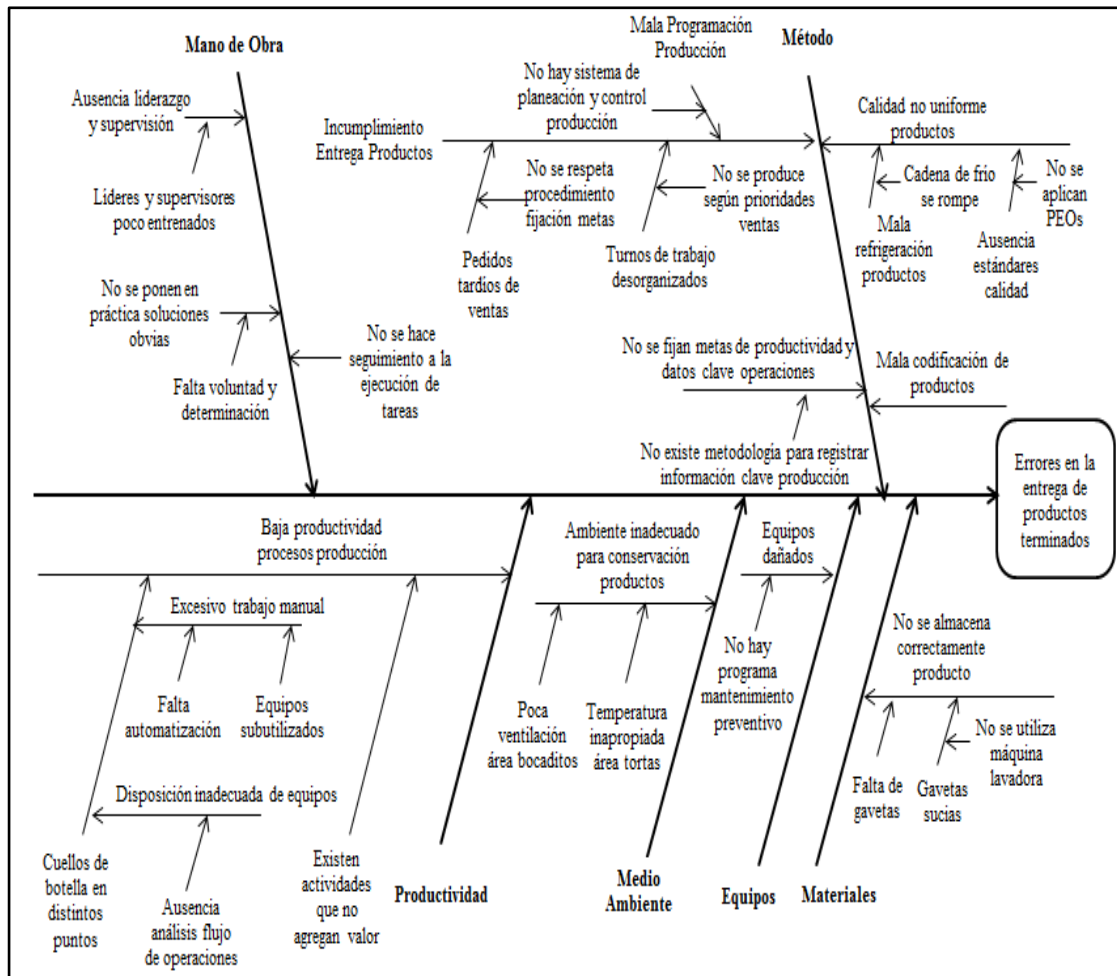 Mano de Obra
Ausencia liderazgo
y supervisión
Líderes y supervisores
poco entrenados
No se ponen en
práctica soluciones
obvias
Falta voluntad y
determinación
No se hace
seguimiento a la
ejecución de
tareas
Mala Programación
Producción
Método
No hay sistema de
planeación y control
producción
Incumplimiento
Entrega Productos
No se respeta
procedimiento
fijación metas
Pedidos
tardíos de
ventas
No se produce
según prioridades
ventas
Turnos de trabajo
desorganizados
Calidad no uniforme
productos
Cadena de frío
se rompe
Mala
refrigeración
productos
No se
aplican
PEOs
Ausencia
estándares
calidad
No se fijan metas de productividad y
datos clave operaciones
Mala codificación de
productos
No existe metodología para registrar
información clave producción
Errores en la
entrega de
productos
terminados
Baja productividad
procesos producción
Excesivo trabajo manual
Falta
automatización
Equipos
subutilizados
Disposición inadecuada de equipos
Cuellos de
botella en
distintos
puntos
Ausencia
análisis flujo
de operaciones
Existen
actividades
que no
agregan valor
Productividad
Ambiente inadecuado
para conservación
productos
Poca
ventilación
área bocaditos
Temperatura
inapropiada
área tortas
Medio
Ambiente
Equipos
dañados
No hay
programa
mantenimiento
preventivo
Equipos
No se almacena
correctamente
producto
No se utiliza
máquina
lavadora
Falta de
gavetas
Gavetas
sucias
Materiales